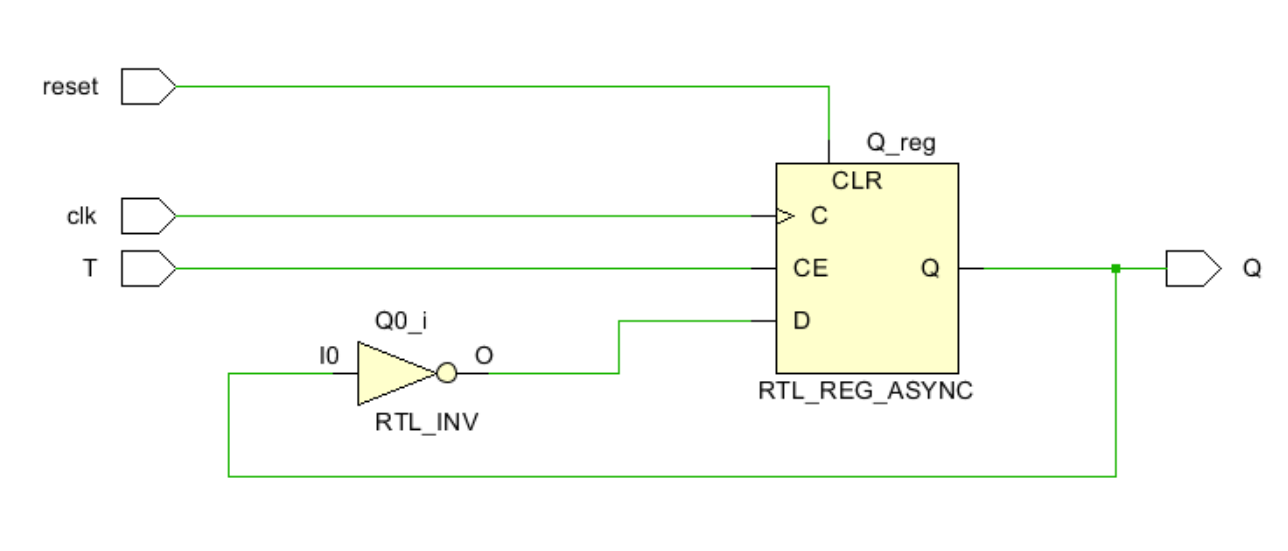 reset
Q_reg
CLR
clk
C
T
CE
Q
Q
Q0_i
D
I0
O
RTL_REG_ASYNC
RTL_INV